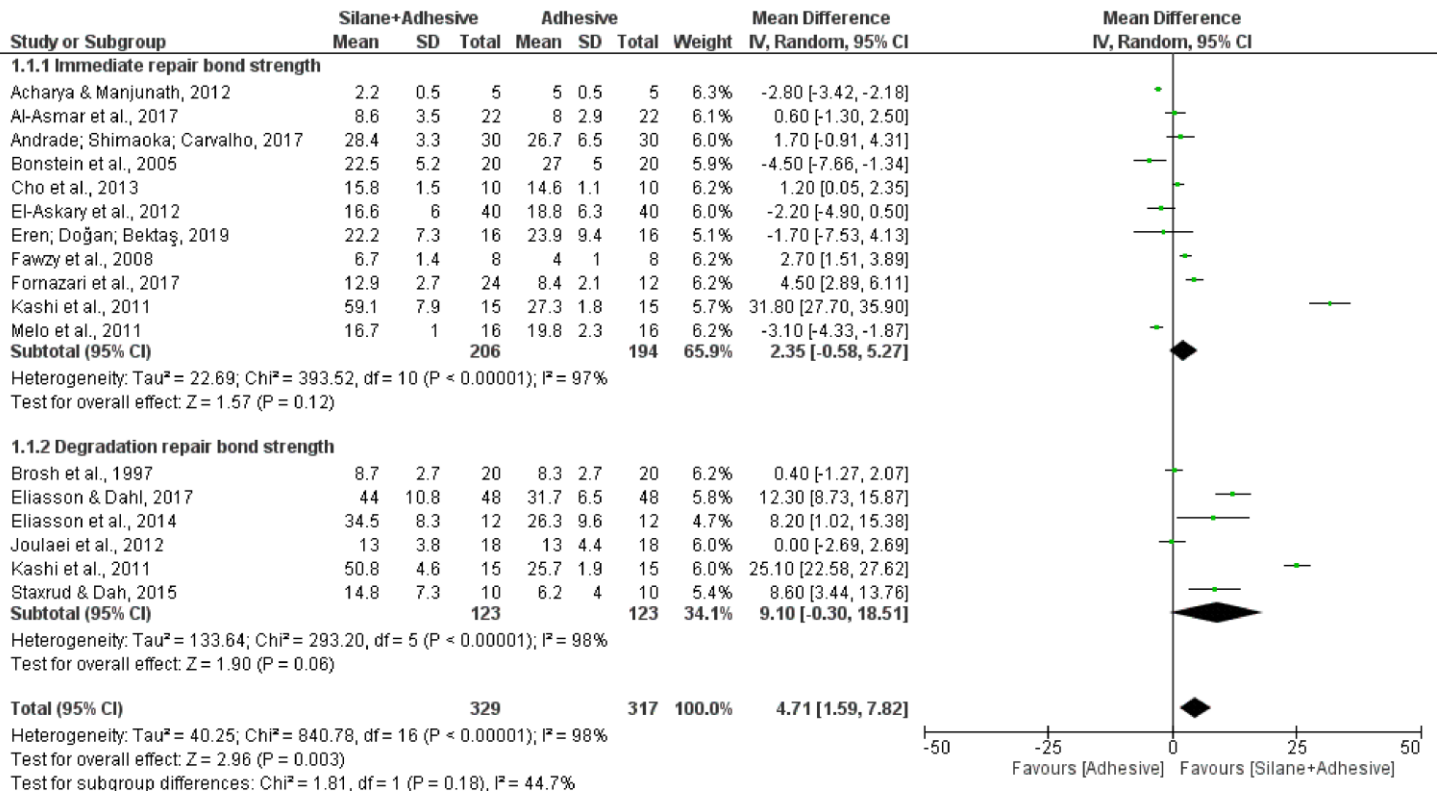 Silane+Adhesive Adhesive Mean Difference Mean Difference
Study or Subgroup Mean SD Total Mean SD Total Weight IV, Random, 95% CI IV, Random, 95% CI
1.1.1 Immediate repair bond strength
Acharya & Manjunath, 2012 2.2 0.5 5 5 0.5 5 6.3% -2.80 [-3.42, -2.18]
Al-Asmar et al., 2017 8.6 3.5 22 8 2.9 22 6.1% 0.60 [-1.30, 2.50]
Andrade; Shimaoka; Carvalho, 2017 28.4 3.3 30 26.7 6.5 30 6.0% 1.70 [-0.91, 4.31]
Bonstein et al., 2005 22.5 5.2 20 27 5 20 5.9% -4.50 [-7.66, -1.34]
Cho et al., 2013 15.8 1.5 10 14.6 1.1 10 6.2% 1.20 [0.05, 2.35]
El-Askary et al., 2012 16.6 6 40 18.8 6.3 40 6.0% -2.20 [-4.90, 0.50]
Eren; Doğan; Bektaş, 2019 22.2 7.3 16 23.9 9.4 16 5.1% -1.70 [-7.53, 4.13]
Fawzy et al., 2008 6.7 1.4 8 4 1 8 6.2% 2.70 [1.51, 3.89]
Fornazari et al., 2017 12.9 2.7 24 8.4 2.1 12 6.2% 4.50 [2.89, 6.11]
Kashi et al., 2011 59.1 7.9 15 27.3 1.8 15 5.7% 31.80 [27.70, 35.90]
Melo et al., 2011 16.7 1 16 19.8 2.3 16 6.2% -3.10 [-4.33, -1.87]
Subtotal (95% CI) 206 194 65.9% 2.35 [-0.58, 5.27]
Heterogeneity: Tau² = 22.69; Chi² = 393.52, df = 10 (P < 0.00001); I² = 97%
Test for overall effect: Z = 1.57 (P = 0.12)
1.1.2 Degradation repair bond strength
Brosh et al., 1997 8.7 2.7 20 8.3 2.7 20 6.2% 0.40 [-1.27, 2.07]
Eliasson & Dahl, 2017 44 10.8 48 31.7 6.5 48 5.8% 12.30 [8.73, 15.87]
Eliasson et al., 2014 34.5 8.3 12 26.3 9.6 12 4.7% 8.20 [1.02, 15.38]
Joulaei et al., 2012 13 3.8 18 13 4.4 18 6.0% 0.00 [-2.69, 2.69]
Kashi et al., 2011 50.8 4.6 15 25.7 1.9 15 6.0% 25.10 [22.58, 27.62]
Staxrud & Dah, 2015 14.8 7.3 10 6.2 4 10 5.4% 8.60 [3.44, 13.76]
Subtotal (95% CI) 123 123 34.1% 9.10 [-0.30, 18.51]
Heterogeneity: Tau² = 133.64; Chi² = 293.20, df = 5 (P < 0.00001); I² = 98%
Test for overall effect: Z = 1.90 (P = 0.06)
Total (95% CI) 329 317 100.0% 4.71 [1.59, 7.82]
Heterogeneity: Tau² = 40.25; Chi² = 840.78, df = 16 (P < 0.00001); I² = 98%
Test for overall effect: Z = 2.96 (P = 0.003)
Test for subgroup differences: Chi² = 1.81, df = 1 (P = 0.18), I² = 44.7%
-50 -25 0 25 50
Favours [Adhesive] Favours [Silane+Adhesive]